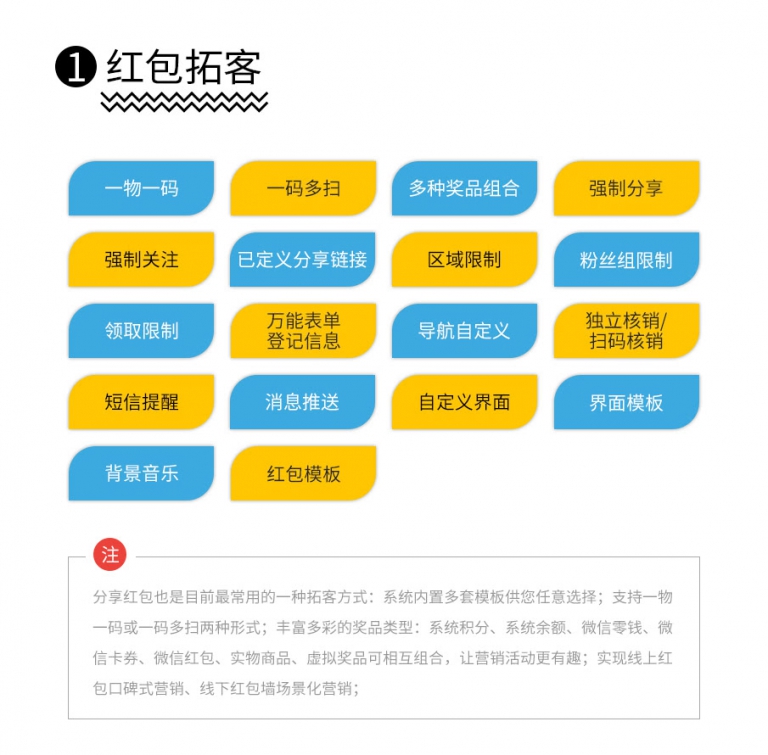 1 红包拓客
一物一码
一码多扫
多种奖品组合
强制分享
强制关注
已定义分享链接
区域限制
粉丝组限制
领取限制
万能表单
登记信息
导航自定义
独立核销/
扫码核销
短信提醒
消息推送
自定义界面
界面模板
背景音乐
红包模板
注
分享红包也是目前最常用的一种拓客方式：系统内置多套模板供您任意选择；支持一物
一码或一码多扫两种形式；丰富多彩的奖品类型：系统积分、系统余额、微信零钱、微
信卡券、微信红包、实物商品、虚拟奖品可相互组合，让营销活动更有趣；实现线上红
包口碑式营销、线下红包墙场景化营销；